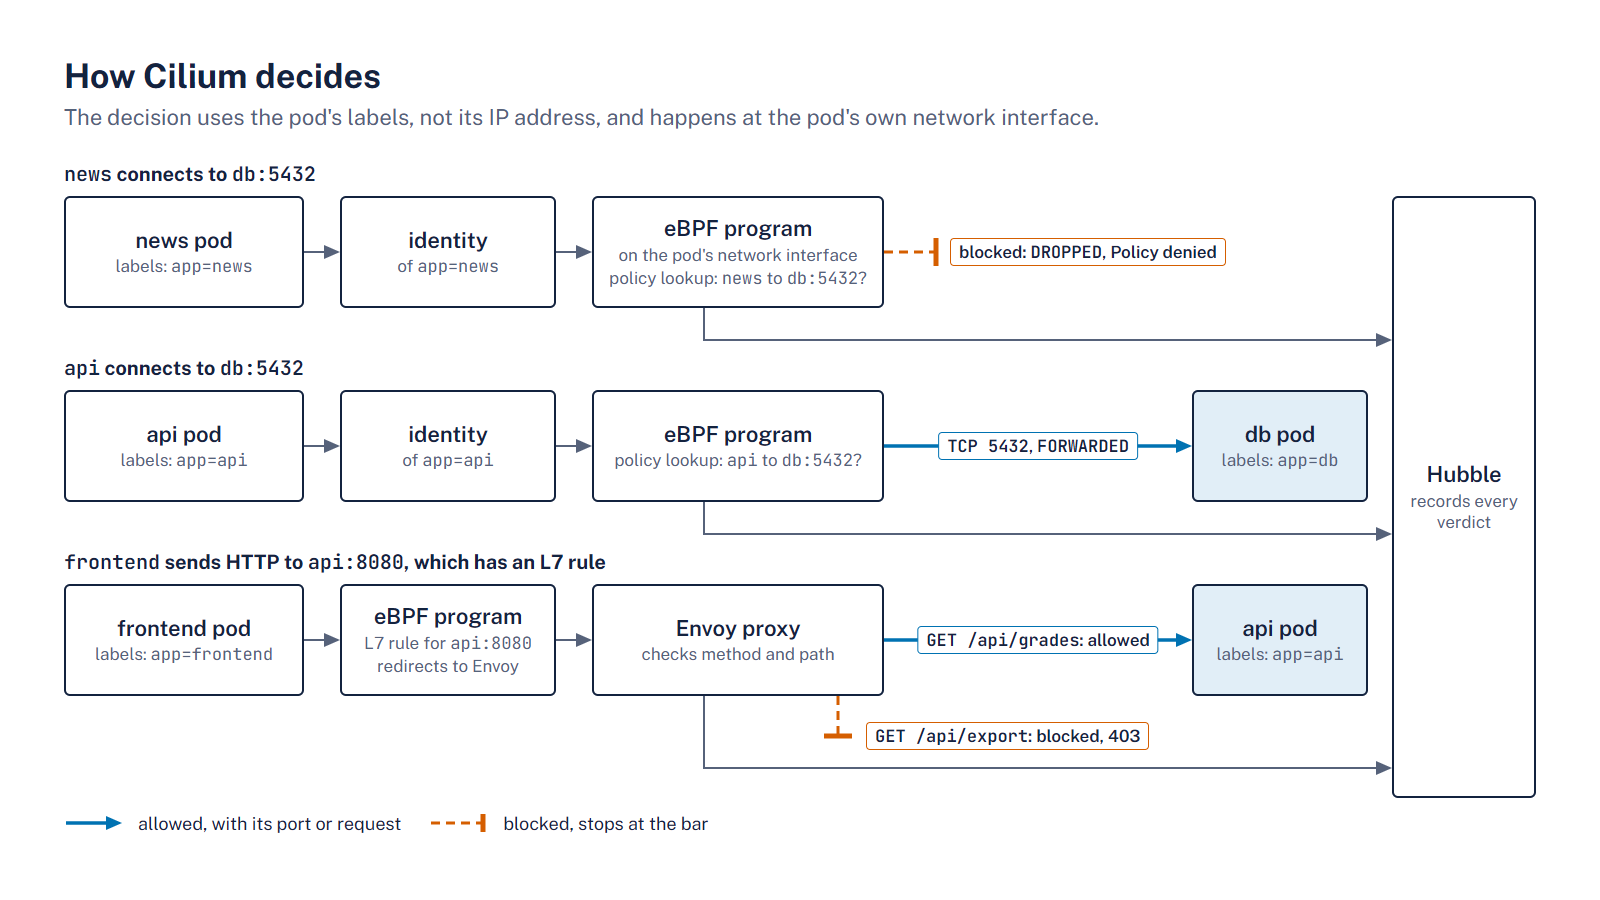 How Cilium decides
The decision uses the pod's labels, not its IP address, and happens at the pod's own network interface.
news connects to db:5432
news pod
labels: app=news
identity
of app=news
eBPF program
on the pod's network interface
policy lookup: news to db:5432?
blocked: DROPPED, Policy denied
api connects to db:5432
api pod
labels: app=api
identity
of app=api
eBPF program
policy lookup: api to db:5432?
TCP 5432, FORWARDED
db pod
labels: app=db
Hubble
records every
verdict
frontend sends HTTP to api:8080, which has an L7 rule
frontend pod
labels: app=frontend
eBPF program
L7 rule for api:8080
redirects to Envoy
Envoy proxy
checks method and path
GET /api/grades: allowed
api pod
labels: app=api
GET /api/export: blocked, 403
allowed, with its port or request
blocked, stops at the bar